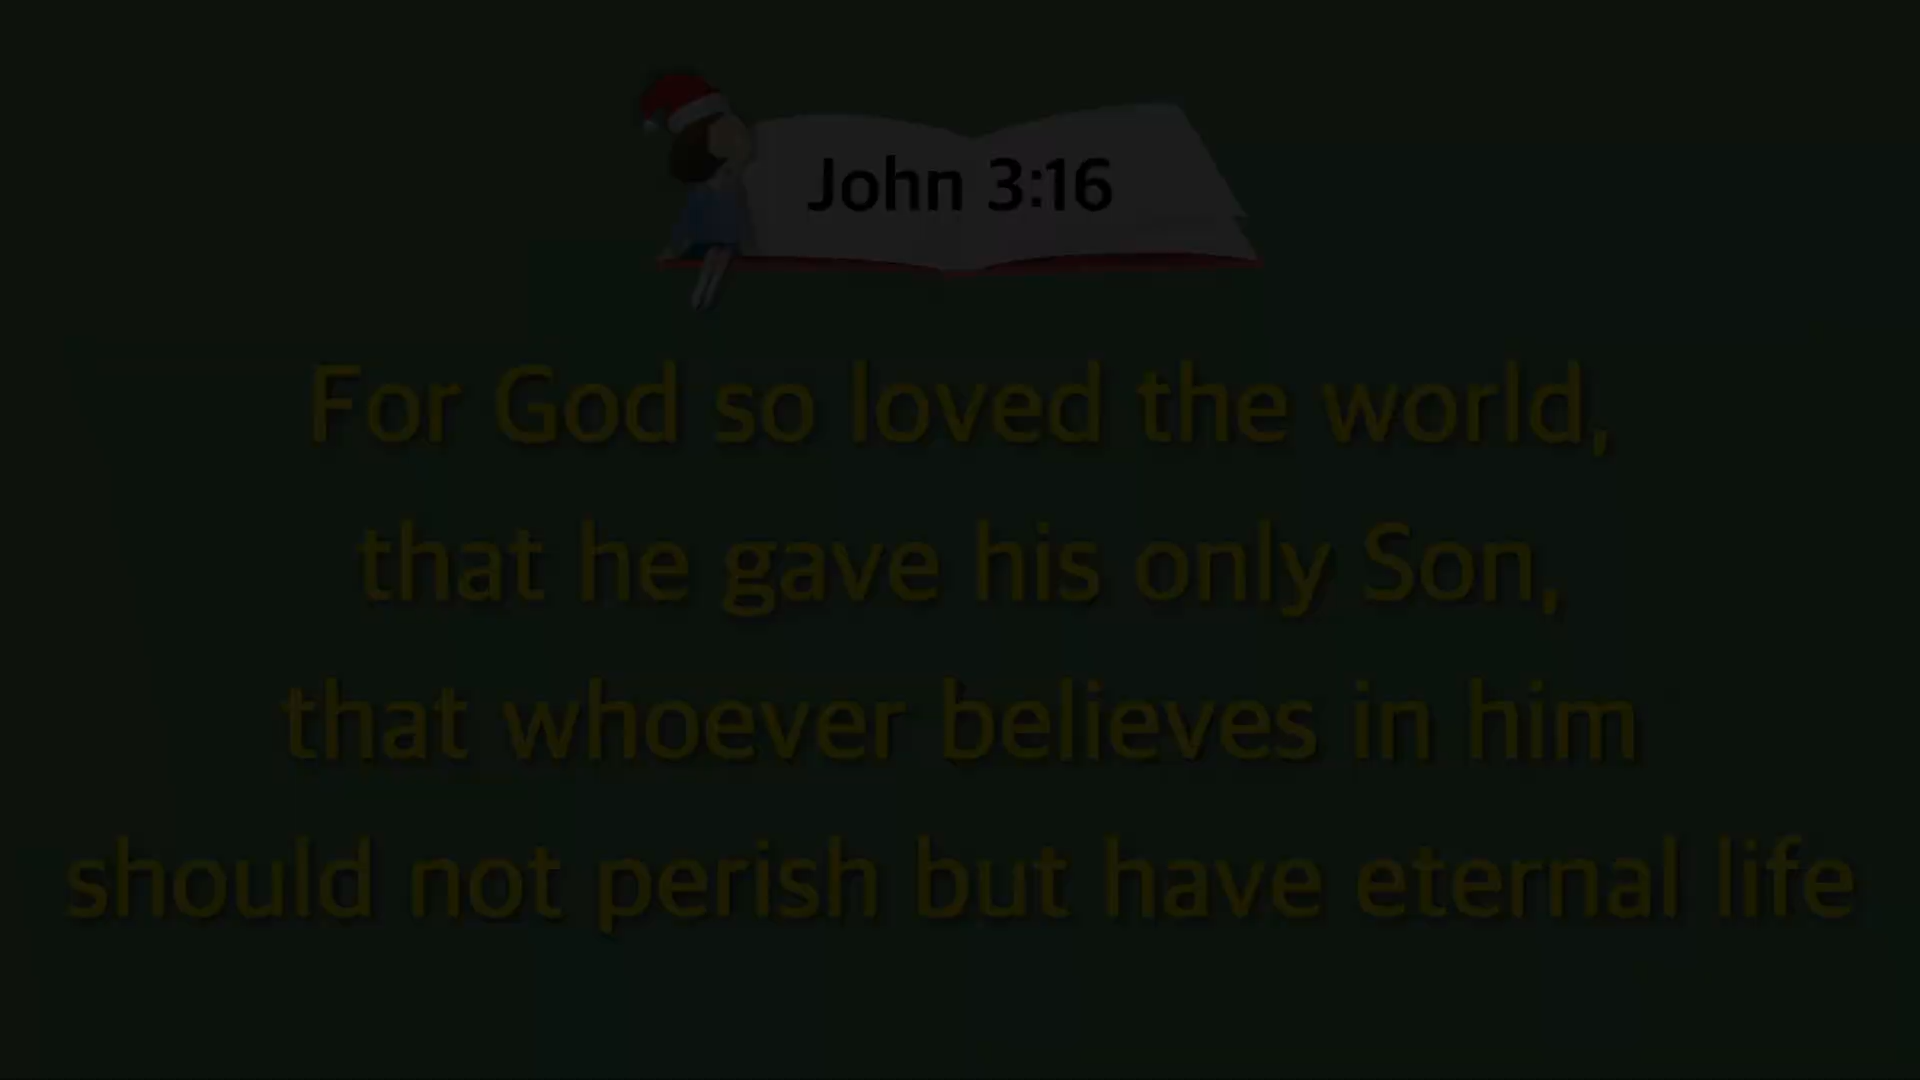 John 3:16
For God so loved the world,
that he gave his only Son,
that whoever believes in him
should not perish but have eternal life